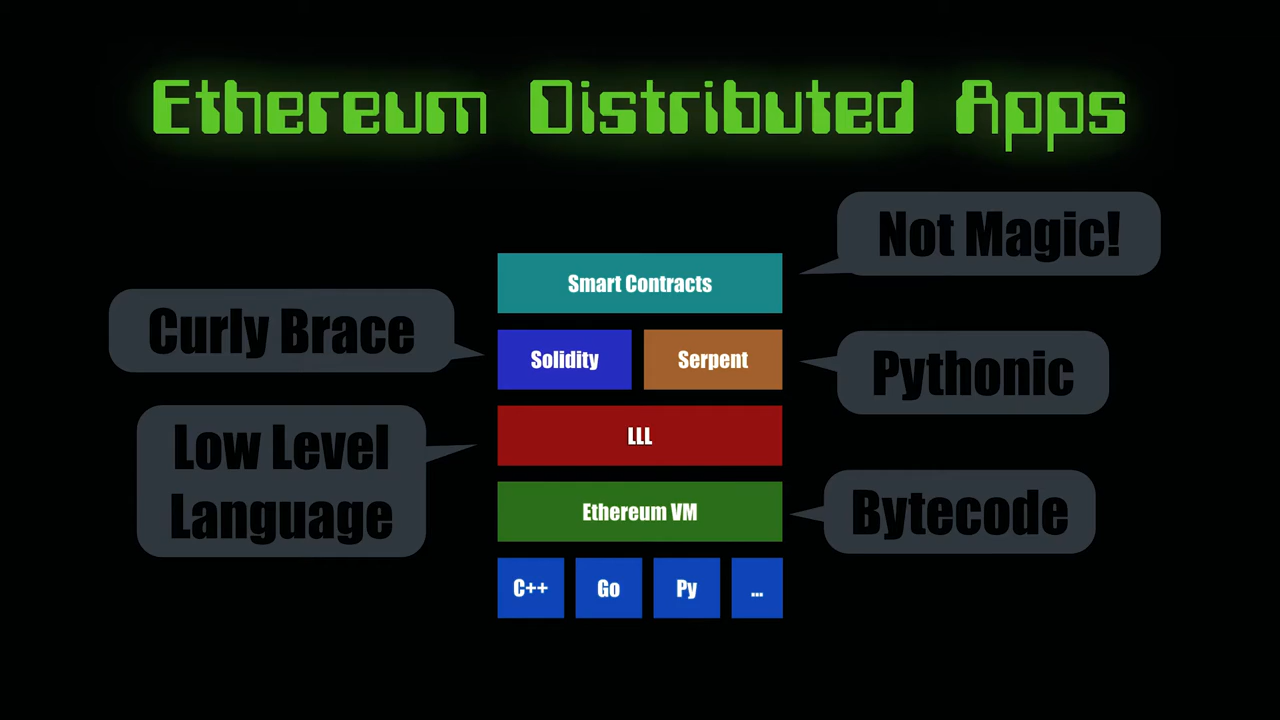 Ethereum Distributed Apps
Not Magic!
Smart Contracts
Curly Brace
Solidity
Serpent
Pythonic
Low Level
Language
LLL
Ethereum VM
Bytecode
C++
Go
Py
...